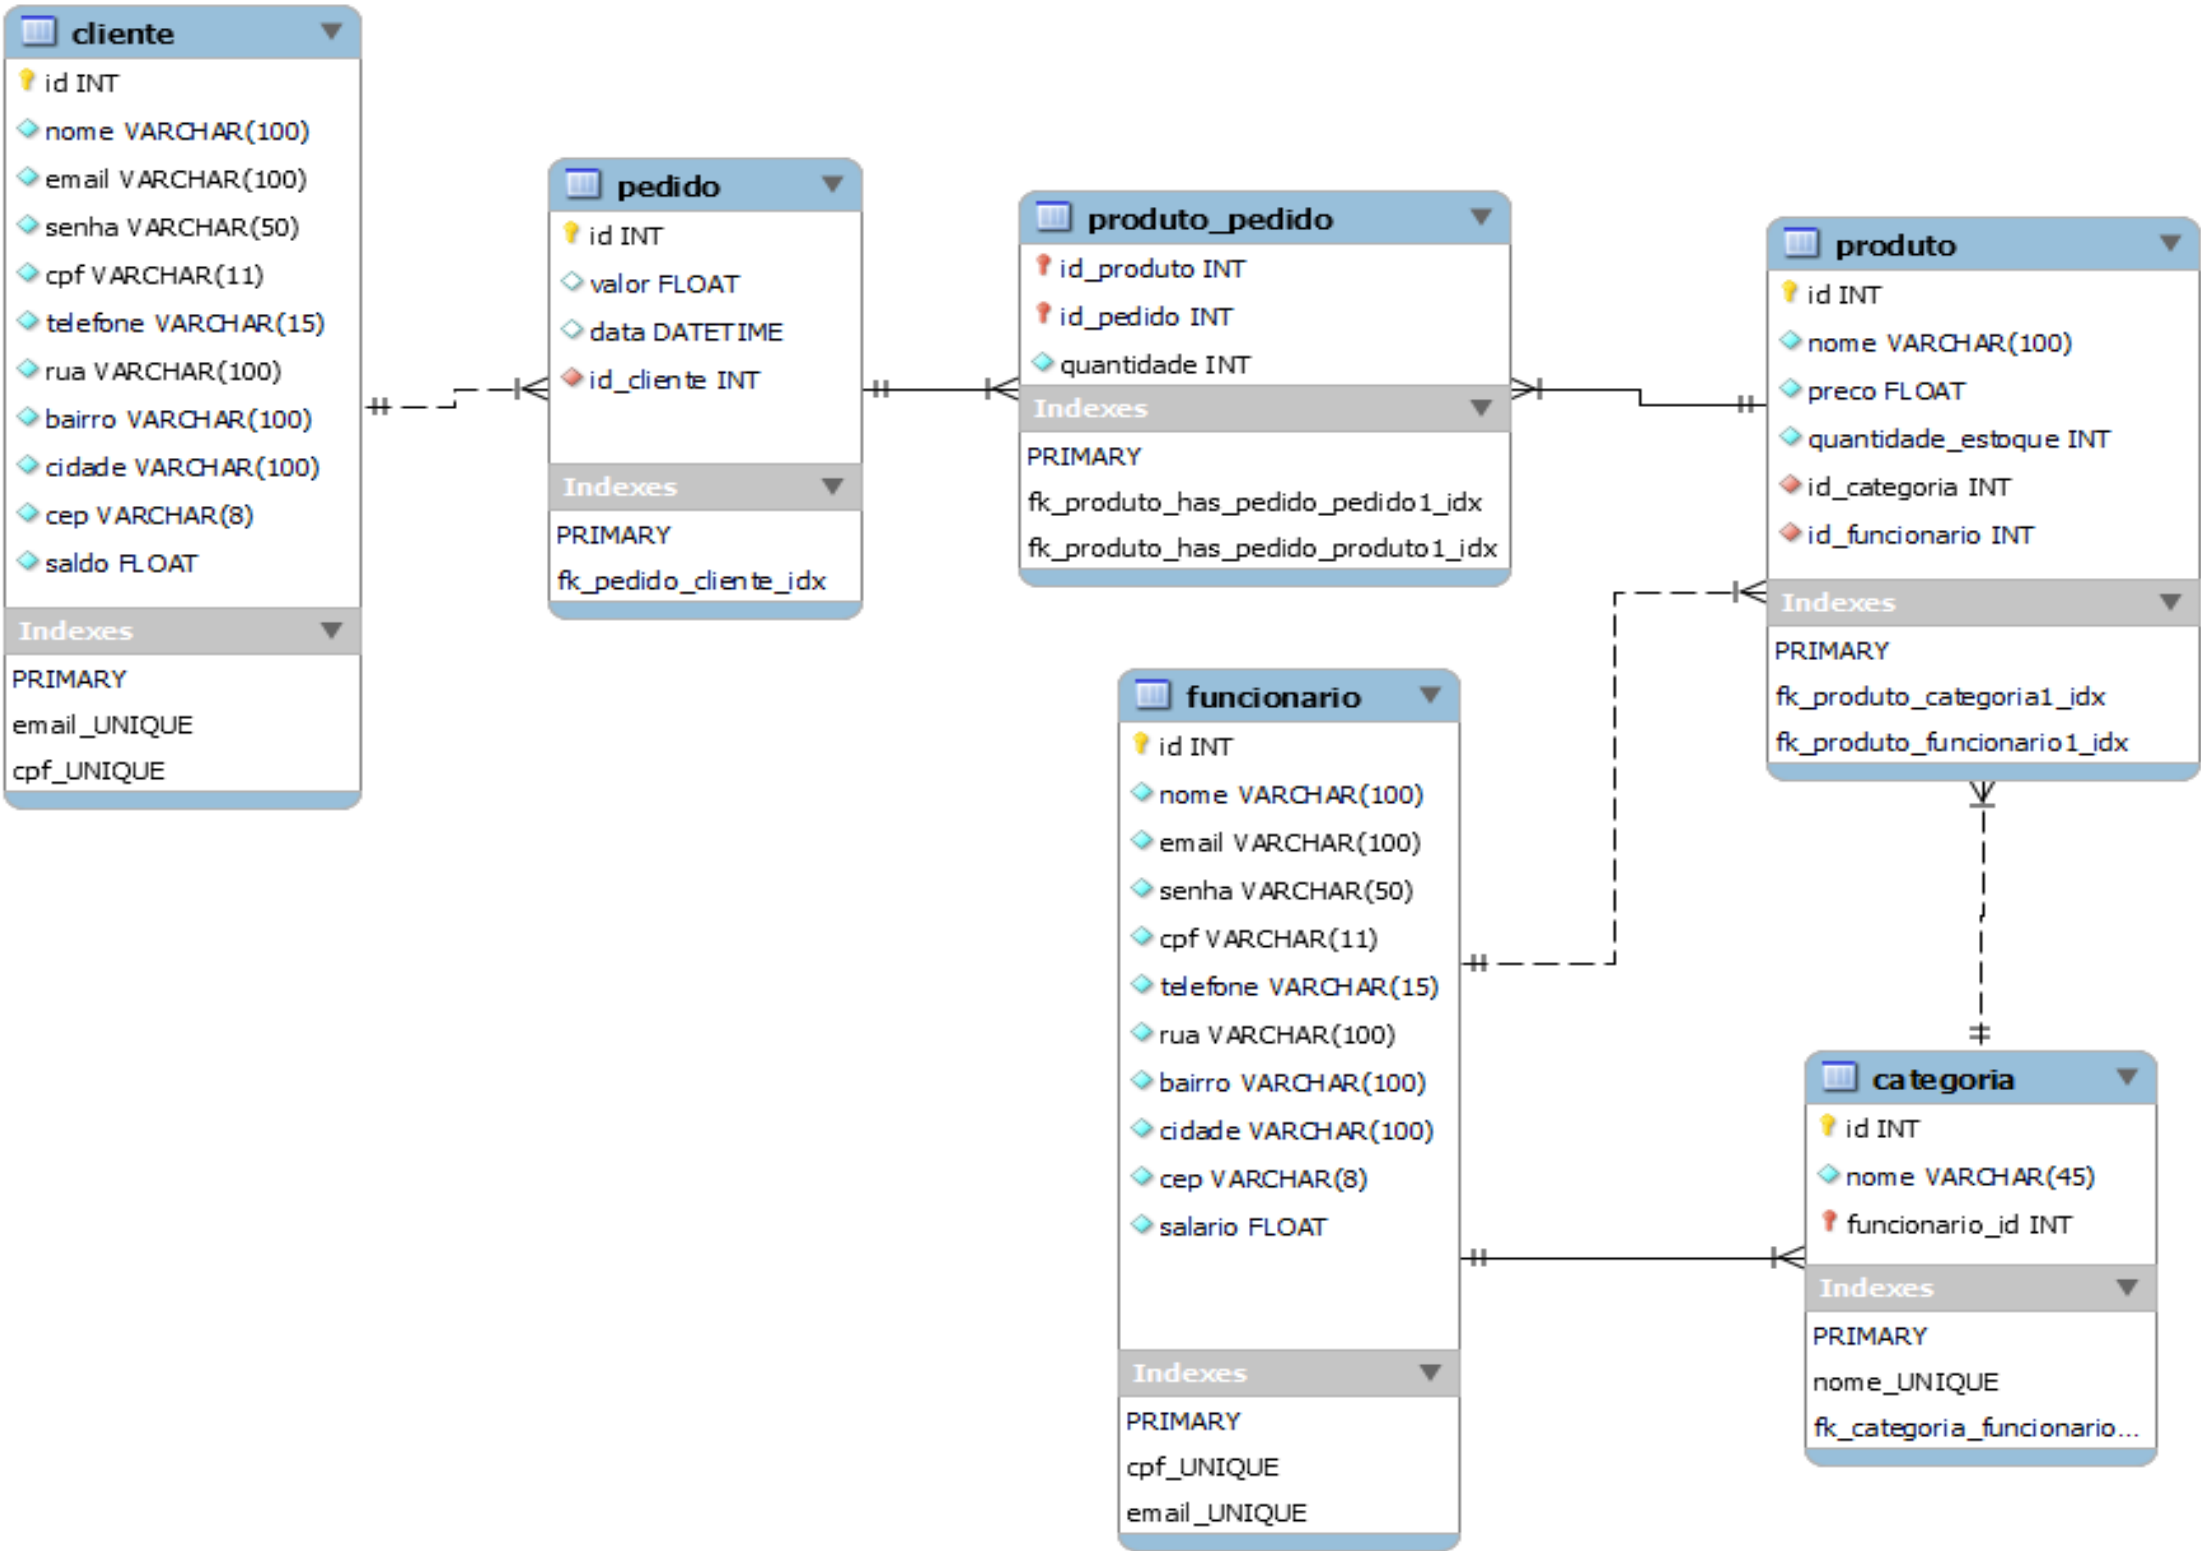 cliente
id INT
nome VARCHAR(100)
email VARCHAR(100)
senha VARCHAR(50)
cpf VARCHAR(11)
telefone VARCHAR(15)
rua VARCHAR(100)
bairro VARCHAR(100)
cidade VARCHAR(100)
cep VARCHAR(8)
saldo FLOAT
Indexes
PRIMARY
email_UNIQUE
cpf_UNIQUE
pedido
id INT
valor FLOAT
data DATETIME
id_cliente INT
Indexes
PRIMARY
fk_pedido_cliente_idx
produto_pedido
id_produto INT
id_pedido INT
quantidade INT
Indexes
PRIMARY
fk_produto_has_pedido_pedido1_idx
fk_produto_has_pedido_produto1_idx
produto
id INT
nome VARCHAR(100)
preco FLOAT
quantidade_estoque INT
id_categoria INT
id_funcionario INT
Indexes
PRIMARY
fk_produto_categoria1_idx
fk_produto_funcionario1_idx
funcionario
id INT
nome VARCHAR(100)
email VARCHAR(100)
senha VARCHAR(50)
cpf VARCHAR(11)
telefone VARCHAR(15)
rua VARCHAR(100)
bairro VARCHAR(100)
cidade VARCHAR(100)
cep VARCHAR(8)
salario FLOAT
Indexes
PRIMARY
cpf_UNIQUE
email_UNIQUE
categoria
id INT
nome VARCHAR(45)
funcionario_id INT
Indexes
PRIMARY
nome_UNIQUE
fk_categoria_funcionario...